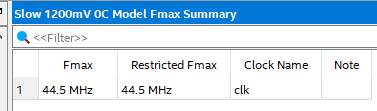 Slow 1200mV 0C Model Fmax Summary
<<Filter>>
Fmax Restricted Fmax Clock Name Note
1 44.5 MHz 44.5 MHz clk